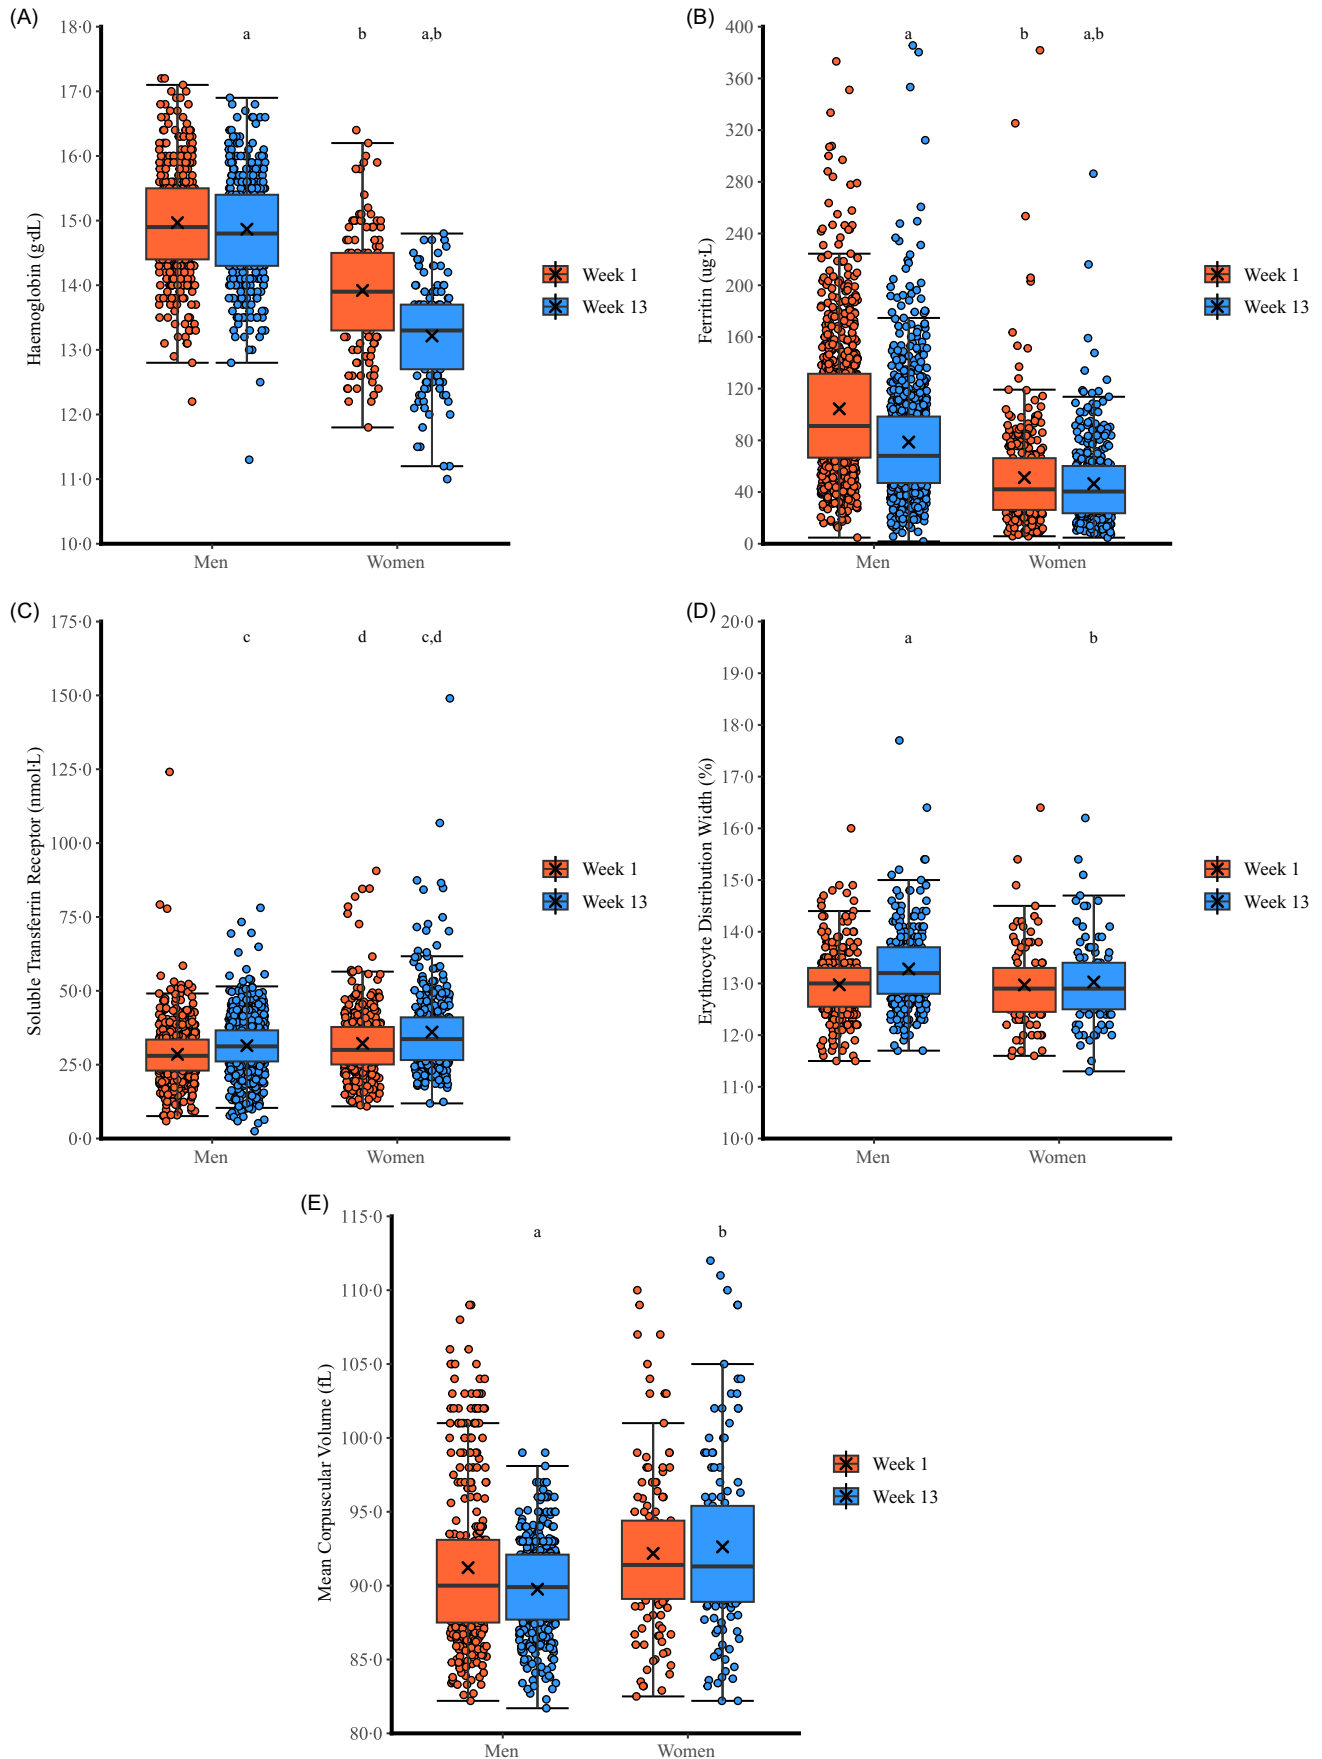 (A)
18·0
17·0
16·0
15·0
14·0
13·0
12·0
11·0
10·0
Haemoglobin (g·dL)
a
b
a,b
Men
Women
Week 1
Week 13
(B)
400
360
320
280
240
200
160
120
80
40
0
Ferritin (ug·L)
a
b
a,b
Men
Women
Week 1
Week 13
(C)
175·0
150·0
125·0
100·0
75·0
50·0
25·0
0·0
Soluble Transferrin Receptor (nmol·L)
c
d
c,d
Men
Women
Week 1
Week 13
(D)
20·0
19·0
18·0
17·0
16·0
15·0
14·0
13·0
12·0
11·0
10·0
Erythrocyte Distribution Width (%)
a
b
Men
Women
Week 1
Week 13
(E)
115·0
110·0
105·0
100·0
95·0
90·0
85·0
80·0
Mean Corpuscular Volume (fL)
a
b
Men
Women
Week 1
Week 13